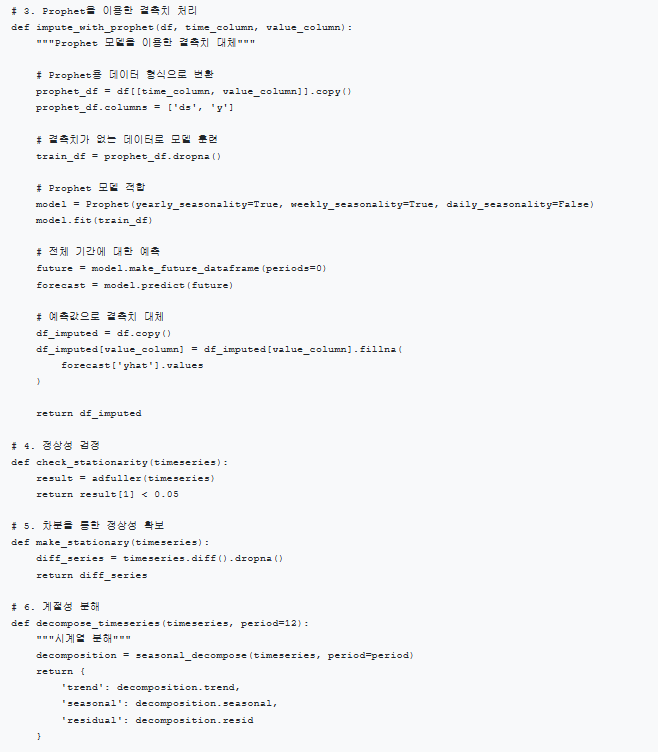 # 3. Prophet을 이용한 결측치 처리
def impute_with_prophet(df, time_column, value_column):
    """Prophet 모델을 이용한 결측치 대체"""

    # Prophet용 데이터 형식으로 변환
    prophet_df = df[[time_column, value_column]].copy()
    prophet_df.columns = ['ds', 'y']

    # 결측치가 없는 데이터로 모델 훈련
    train_df = prophet_df.dropna()

    # Prophet 모델 적합
    model = Prophet(yearly_seasonality=True, weekly_seasonality=True, daily_seasonality=False)
    model.fit(train_df)

    # 전체 기간에 대한 예측
    future = model.make_future_dataframe(periods=0)
    forecast = model.predict(future)

    # 예측값으로 결측치 대체
    df_imputed = df.copy()
    df_imputed[value_column] = df_imputed[value_column].fillna(
        forecast['yhat'].values
    )

    return df_imputed

# 4. 정상성 검정
def check_stationarity(timeseries):
    result = adfuller(timeseries)
    return result[1] < 0.05

# 5. 차분을 통한 정상성 확보
def make_stationary(timeseries):
    diff_series = timeseries.diff().dropna()
    return diff_series

# 6. 계절성 분해
def decompose_timeseries(timeseries, period=12):
    """시계열 분해"""
    decomposition = seasonal_decompose(timeseries, period=period)
    return {
        'trend': decomposition.trend,
        'seasonal': decomposition.seasonal,
        'residual': decomposition.resid
    }